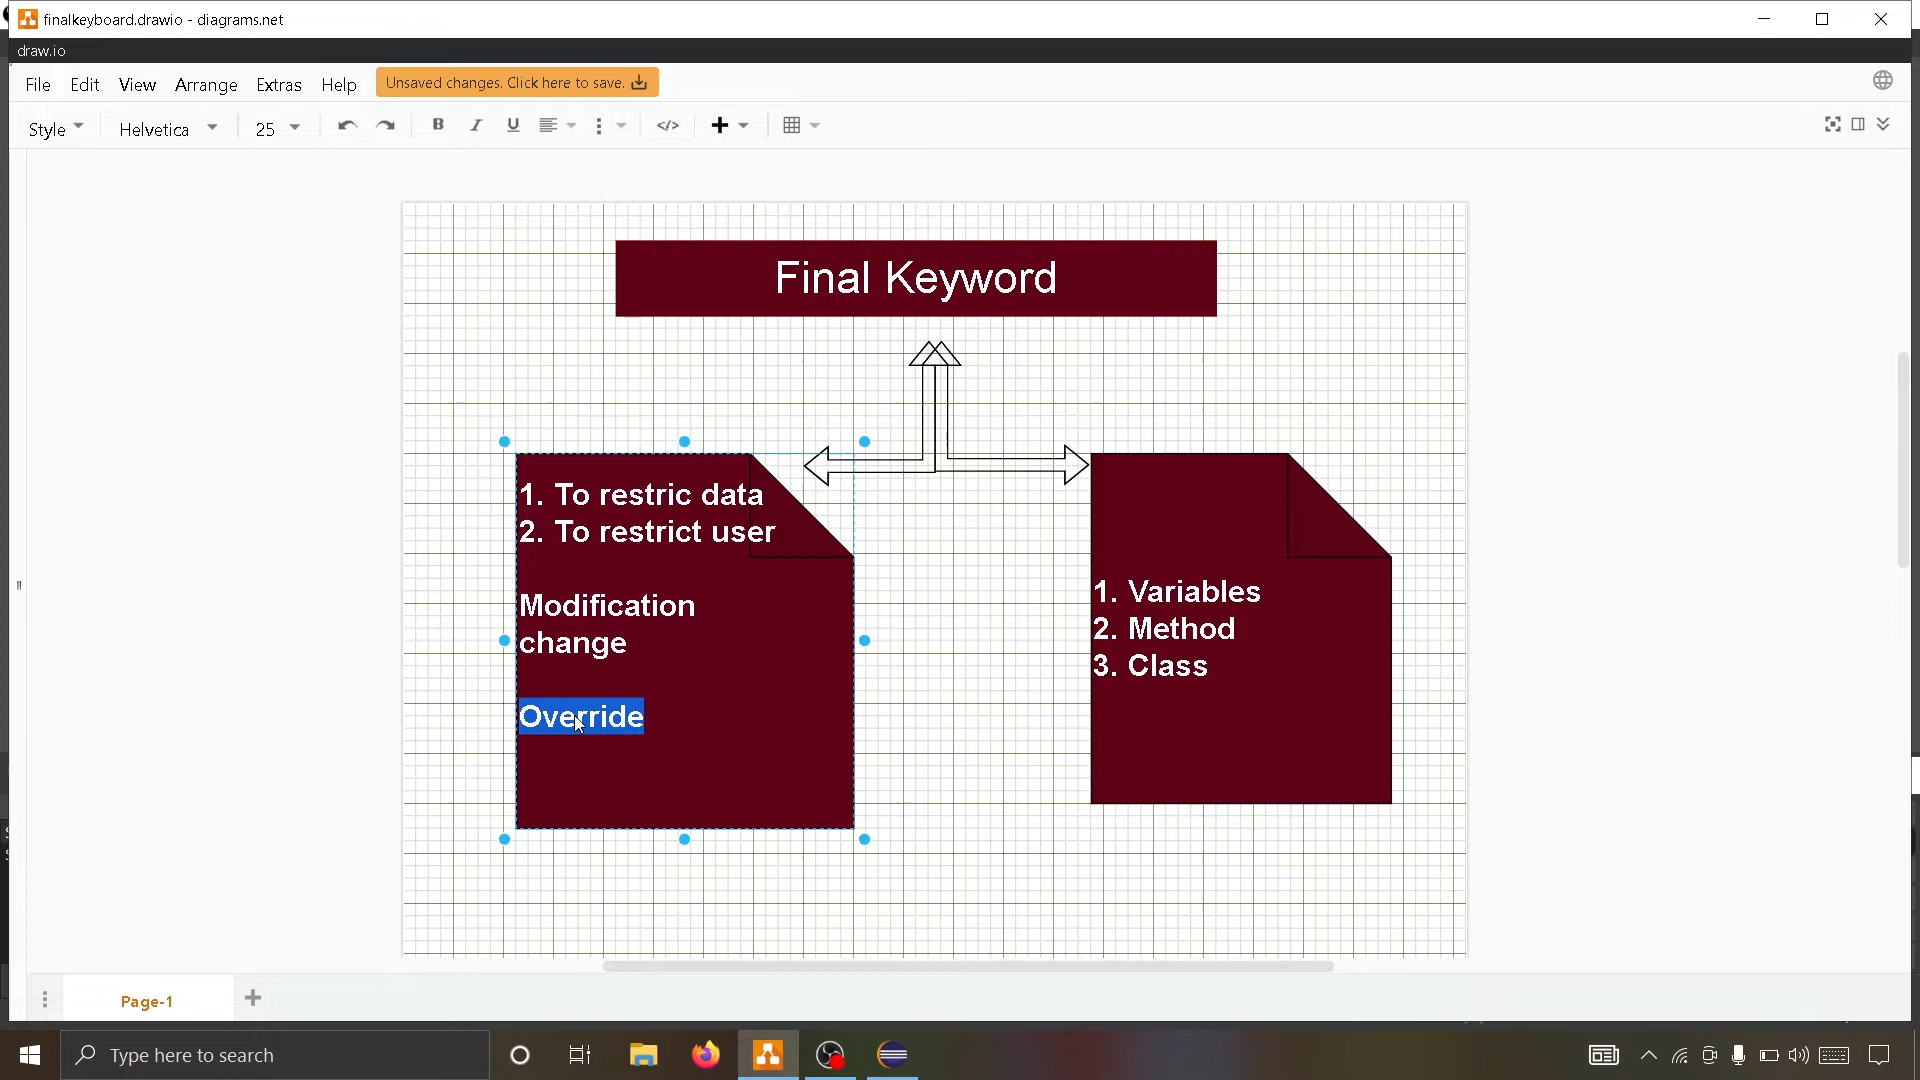 finalkeyboard.drawio - diagrams.net
draw.io
File Edit View Arrange Extras Help Unsaved changes. Click here to save.
Style Helvetica 25 B I U </>
Final Keyword
1. To restric data
2. To restrict user
Modification
change
Override
1. Variables
2. Method
3. Class
Page-1
Type here to search